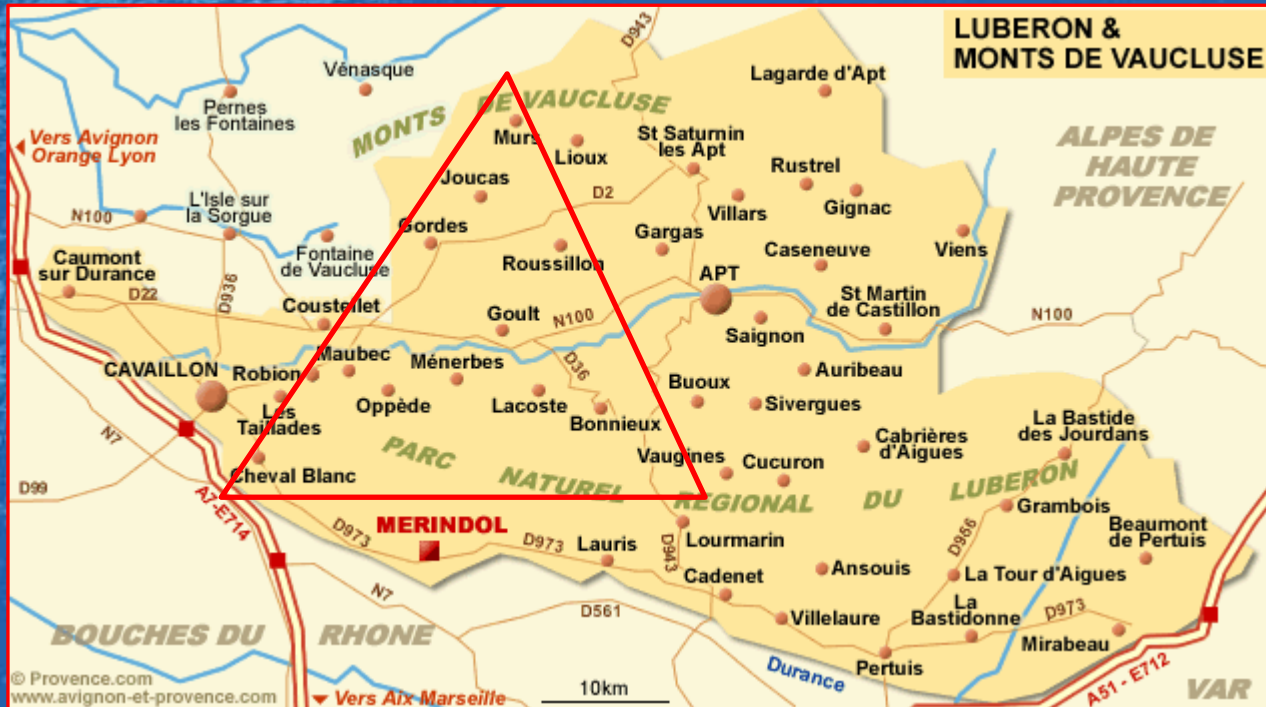 LUBERON &
MONTS DE VAUCLUSE
D943
Vénasque
Lagarde d'Apt
Pernes
les Fontaines
MONTS DE VAUCLUSE
Vers Avignon
Orange Lyon
Murs
Lioux
St Saturnin
les Apt
ALPES DE
HAUTE
PROVENCE
Rustrel
Joucas
L'Isle sur
la Sorgue
N100
D2
Villars
Gignac
Gordes
Gargas
Fontaine
de Vaucluse
Roussillon
Caseneuve
Viens
Caumont
sur Durance
D22
D936
APT
Coustellet
St Martin
de Castillon
Goult
N100
N100
Saignon
Maubec
Ménerbes
D36
CAVAILLON
Robion
Auribeau
Buoux
Oppède
Lacoste
Sivergues
Les
Taillades
Bonnieux
La Bastide
des Jourdans
N7
Cabrières
d'Aigues
PARC NATUREL REGIONAL DU LUBERON
Vaugines
Cucuron
Cheval Blanc
D99
A7-E714
Grambois
MERINDOL
Beaumont
de Pertuis
D973
D973
Lauris
D943
Lourmarin
D956
Cadenet
Ansouis
La Tour d'Aigues
N7
D561
Villelaure
La
Bastidonne
D973
BOUCHES DU RHONE
Mirabeau
Pertuis
Durance
A51 - E712
© Provence.com
www.avignon-et-provence.com
Vers Aix Marseille
10km
VAR